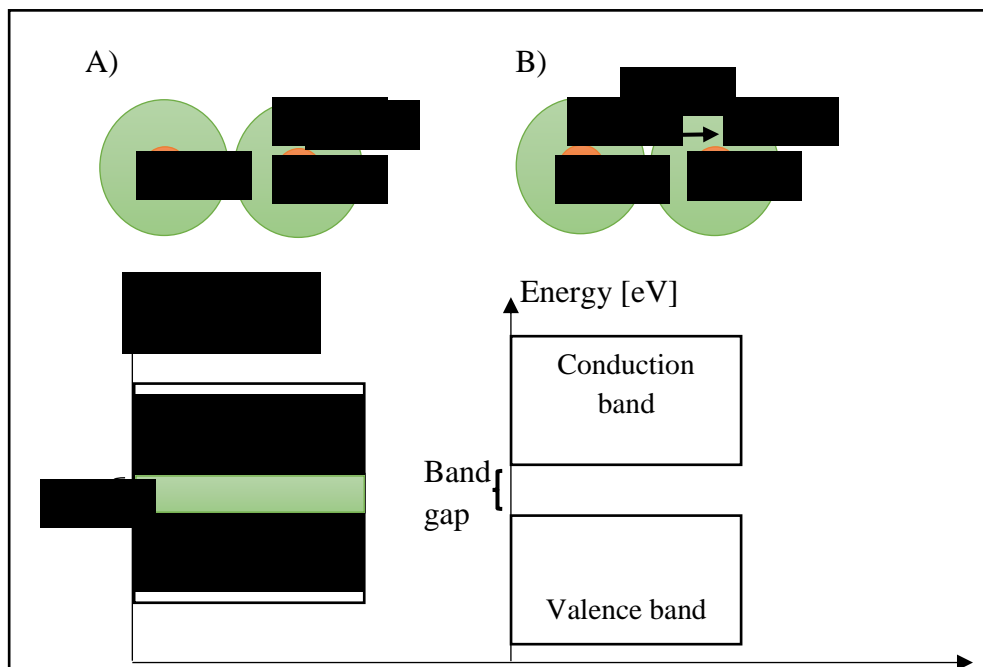 A)
B)
Energy [eV]
Conduction
band
Band
gap
Valence band